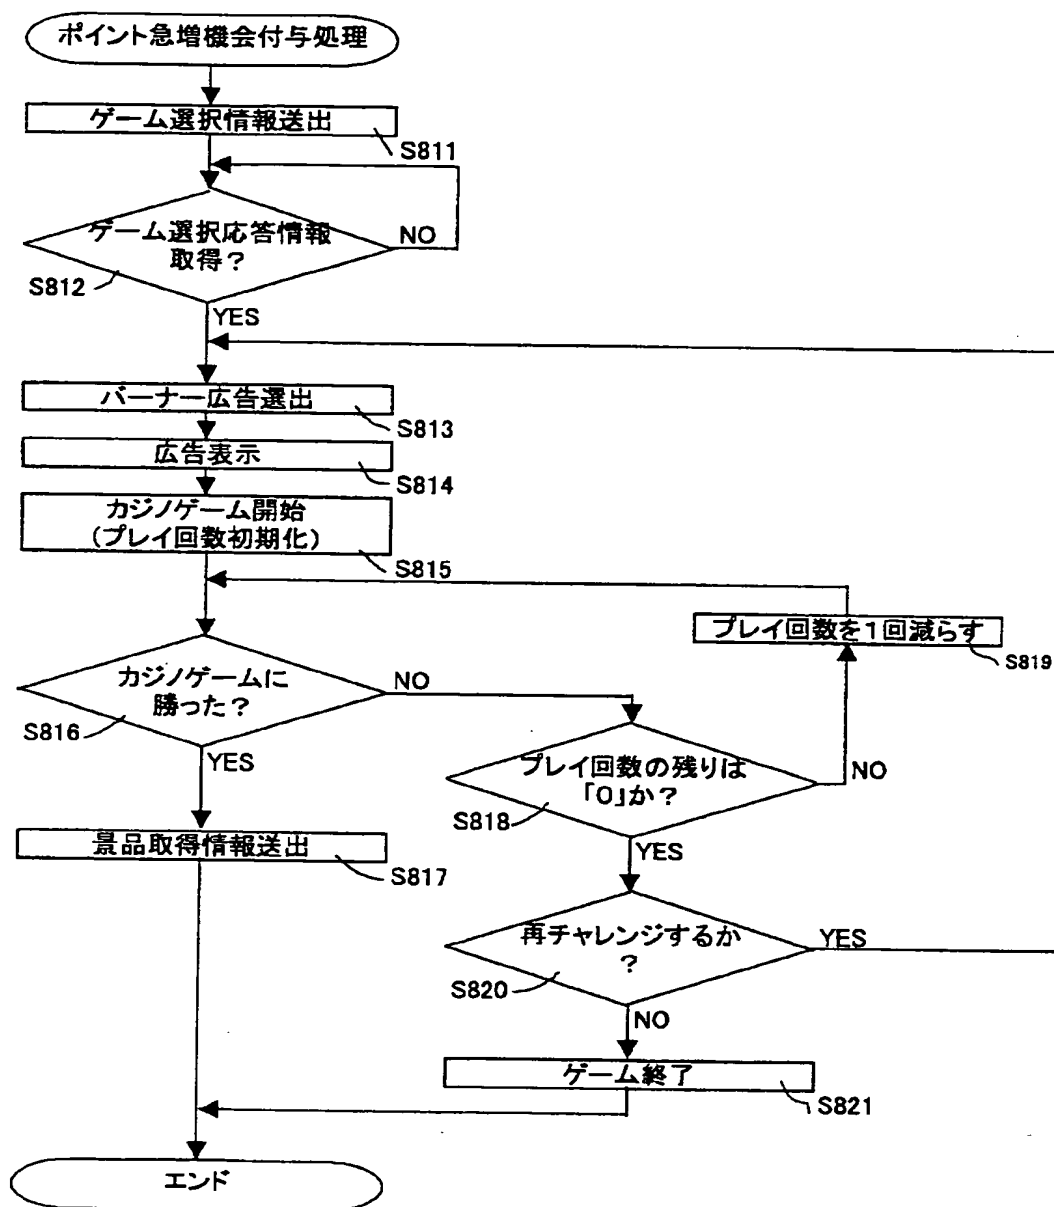 ポイント急増機会付与処理
ゲーム選択情報送出
S811
ゲーム選択応答情報
取得?
NO
S812
YES
バーナー広告選出
S813
広告表示
S814
カジノゲーム開始
(プレイ回数初期化)
S815
プレイ回数を1回減らす
S819
カジノゲームに
勝った?
NO
S816
YES
プレイ回数の残りは
「0」か?
NO
S818
YES
景品取得情報送出
S817
再チャレンジするか
?
YES
S820
NO
ゲーム終了
S821
エンド